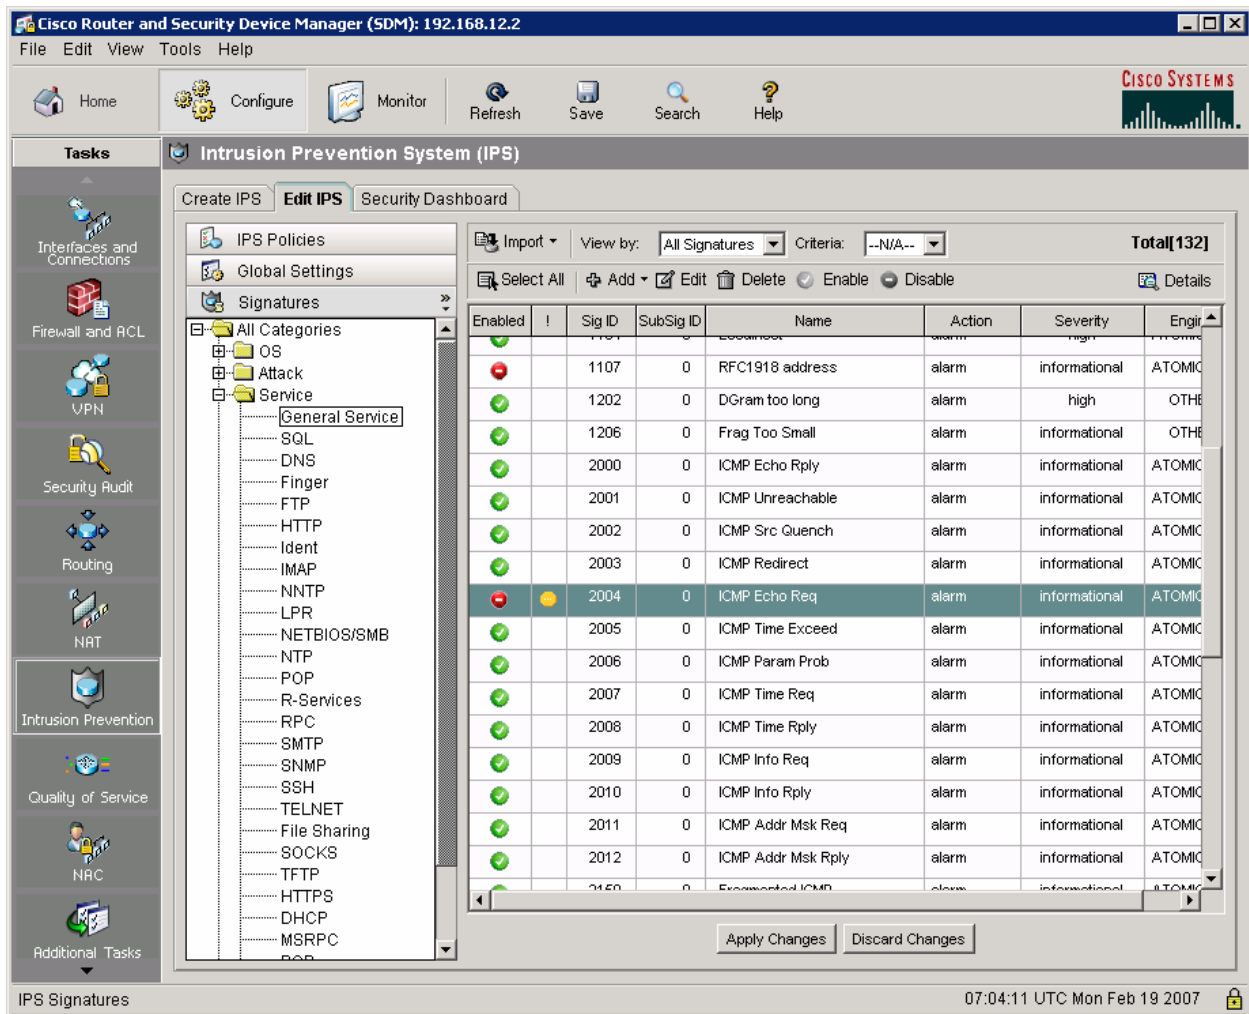 Cisco Router and Security Device Manager (SDM): 192.168.12.2
File Edit View Tools Help
Home Configure Monitor Refresh Save Search Help
CISCO SYSTEMS
Tasks
Intrusion Prevention System (IPS)
Create IPS Edit IPS Security Dashboard
Interfaces and Connections
Firewall and ACL
VPN
Security Audit
Routing
NAT
Intrusion Prevention
Quality of Service
NAC
Additional Tasks
IPS Policies
Global Settings
Signatures »
All Categories
OS
Attack
Service
General Service
SQL
DNS
Finger
FTP
HTTP
Ident
IMAP
NNTP
LPR
NETBIOS/SMB
NTP
POP
R-Services
RPC
SMTP
SNMP
SSH
TELNET
File Sharing
SOCKS
TFTP
HTTPS
DHCP
MSRPC
Import View by: All Signatures Criteria: --N/A-- Total[132]
Select All Add Edit Delete Enable Disable Details
Enabled ! Sig ID SubSig ID Name Action Severity Engin
1107 0 RFC1918 address alarm informational ATOMIC
1202 0 DGram too long alarm high OTHE
1206 0 Frag Too Small alarm informational OTHE
2000 0 ICMP Echo Rply alarm informational ATOMIC
2001 0 ICMP Unreachable alarm informational ATOMIC
2002 0 ICMP Src Quench alarm informational ATOMIC
2003 0 ICMP Redirect alarm informational ATOMIC
2004 0 ICMP Echo Req alarm informational ATOMIC
2005 0 ICMP Time Exceed alarm informational ATOMIC
2006 0 ICMP Param Prob alarm informational ATOMIC
2007 0 ICMP Time Req alarm informational ATOMIC
2008 0 ICMP Time Rply alarm informational ATOMIC
2009 0 ICMP Info Req alarm informational ATOMIC
2010 0 ICMP Info Rply alarm informational ATOMIC
2011 0 ICMP Addr Msk Req alarm informational ATOMIC
2012 0 ICMP Addr Msk Rply alarm informational ATOMIC
Apply Changes Discard Changes
IPS Signatures 07:04:11 UTC Mon Feb 19 2007